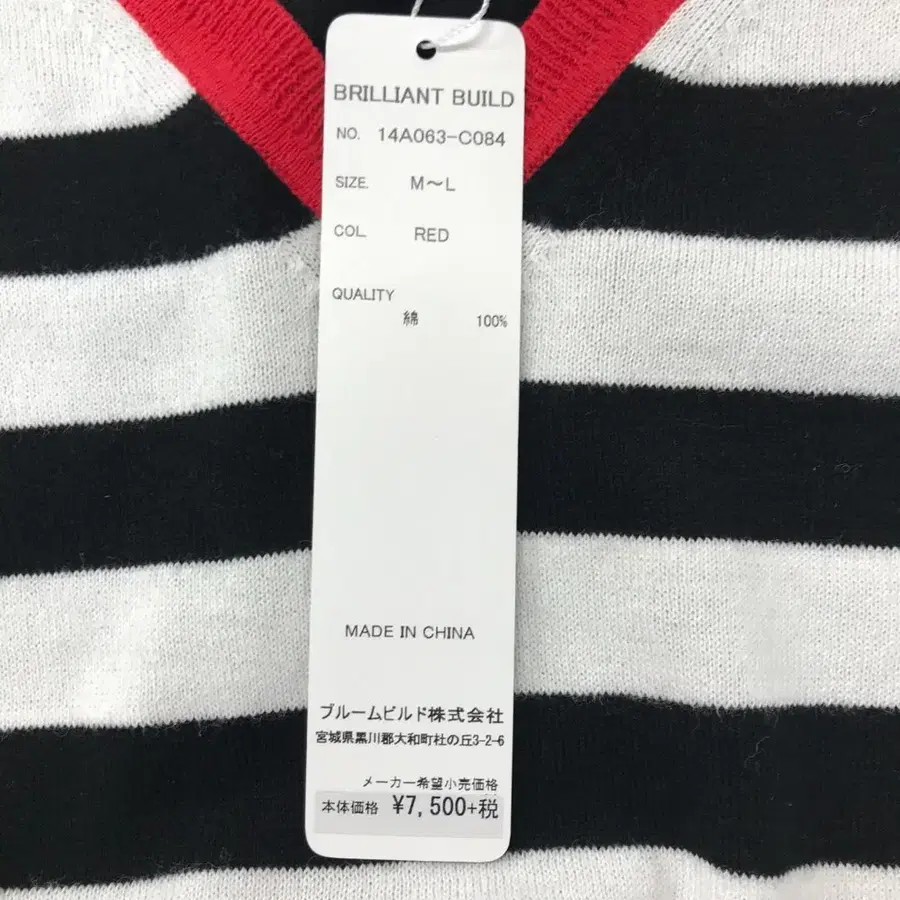 BRILLIANT BUILD
NO. 14A063-C084
SIZE. M～L
COL. RED
QUALITY
綿 100%
MADE IN CHINA
ブルームビルド株式会社
宮城県黒川郡大和町杜の丘3-2-6
メーカー希望小売価格
本体価格 ¥7,500+税